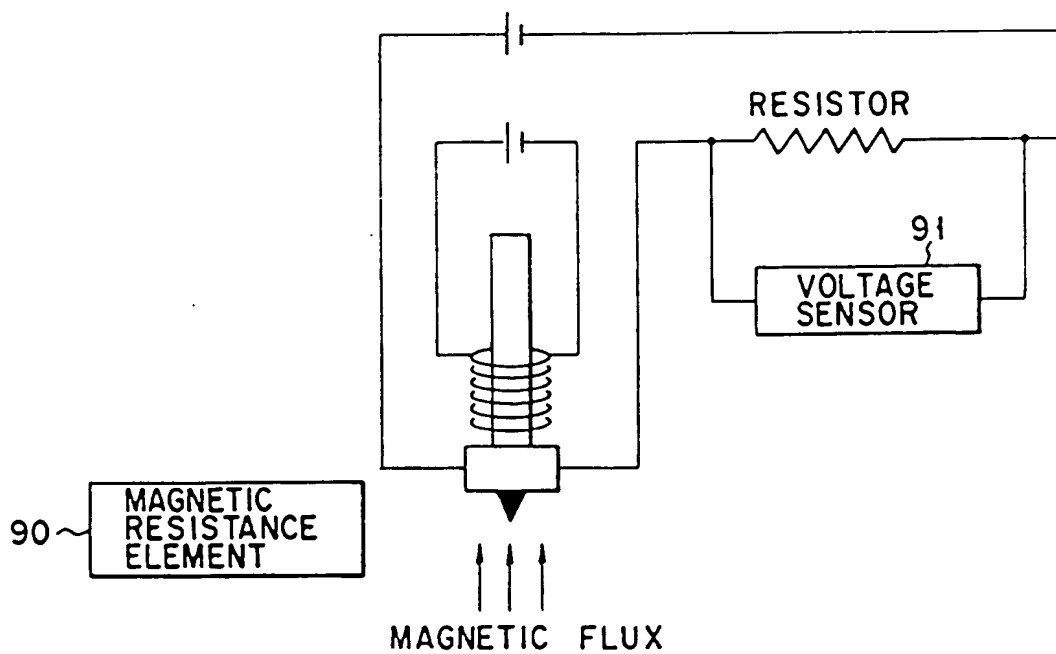 RESISTOR
91
VOLTAGE
SENSOR
90
MAGNETIC
RESISTANCE
ELEMENT
MAGNETIC FLUX